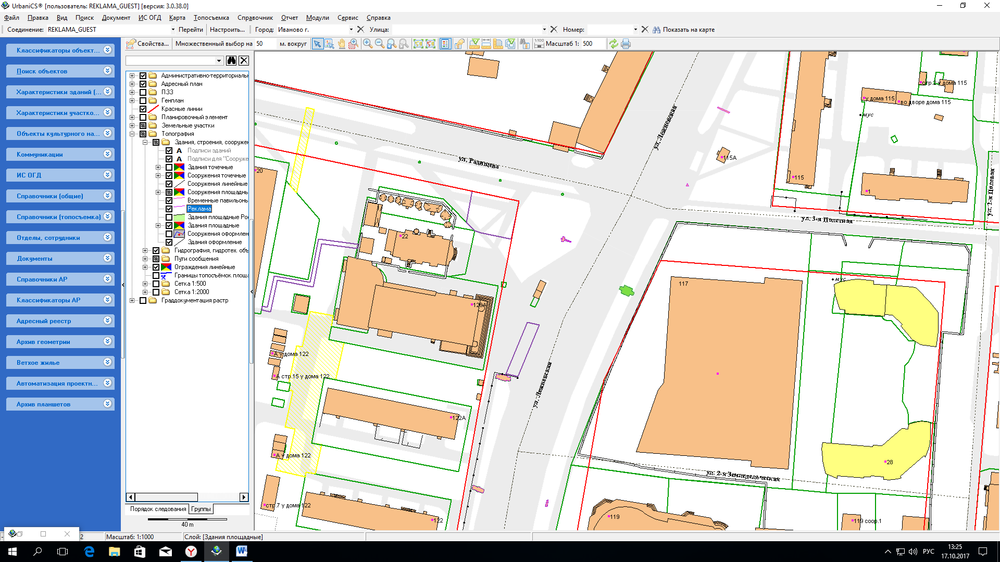 UrbaniCS® [пользователь: REKLAMA_GUEST] [версия: 3.0.38.0]
Файл Правка Вид Поиск Документ ИС ОГД Карта Топосъемка Справочник Отчет Модули Сервис Справка
Соединение: REKLAMA_GUEST Перейти Настроить... Город: Иваново г. Улица: Номер: Показать на карте
Свойства... Множественный выбор на 50 м. вокруг 1:100 Масштаб 1: 500
Классификаторы объект...
Поиск объектов
Характеристики зданий (...
Характеристики участко...
Объекты культурного на...
Коммуникации
ИС ОГД
Справочники (общие)
Справочники (топосъемка)
Отделы, сотрудники
Документы
Справочники АР
Классификаторы АР
Адресный реестр
Архив геометрии
Ветхое жилье
Автоматизация проектн...
Архив планшетов
Административно-территориальн
Адресный план
ПЗЗ
Генплан
Красные линии
Планировочный элемент
Земельные участки
Топография
Здания, строения, сооружен
A Подписи зданий
A Подписи для "Сооруже
Здания точечные
Сооружения точечные
Сооружения линейные
Сооружения площадны
Временные павильонь
Реклама
Здания площадные Рос
Здания площадные
Сооружения оформлен
Здания оформление
Гидрография, гидротех. объ
Пути сообщения
Ограждения линейные
Границы топосъёмок площа
Сетка 1:500
Сетка 1:2000
Граддокументация растр
Порядок следования Группы
40 m
ул. Радищева
ул. Лежневская
стр.2 у дома 115
у дома 115
во дворе дома 115
мус
115А
115
1
ул. 1-я Полевая
ул. 3-я Полетная
20
22
120А
117
мус
А у дома 122
А стр.15 у дома 122
ул. Лежневская
122А
А у дома 122
28
ул. 2-я Земледельческая
стр.7 у дома 122
122
119
119 соор.1
2 Масштаб: 1:1000 Слой: [Здания площадные]
РУС
13:25
17.10.2017